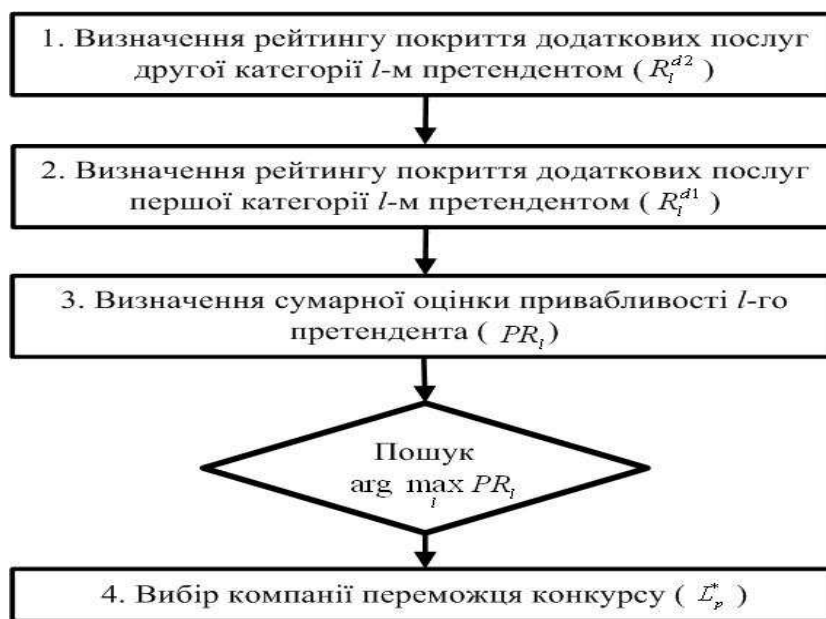 1. Визначення рейтингу покриття додаткових послуг
другої категорії l-м претендентом ( R_l^{d2} )
2. Визначення рейтингу покриття додаткових послуг
першої категорії l-м претендентом ( R_l^{d1} )
3. Визначення сумарної оцінки привабливості l-го
претендента ( PR_l )
Пошук
arg max PR_l
l
4. Вибір компанії переможця конкурсу ( L_p^* )